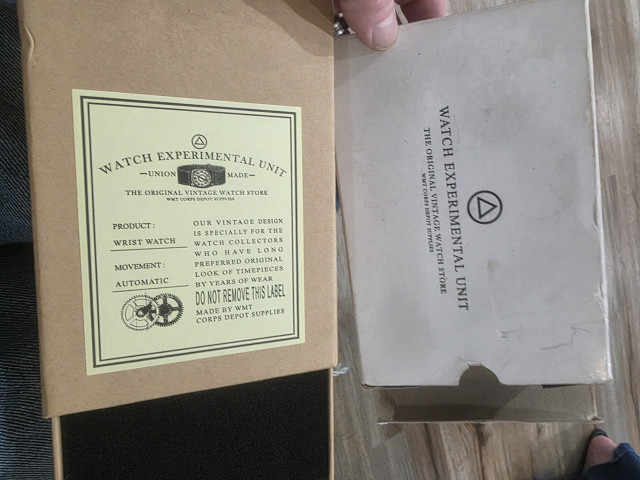 WATCH EXPERIMENTAL UNIT
UNION MADE
THE ORIGINAL VINTAGE WATCH STORE
WMT CORPS DEPOT SUPPLIES
PRODUCT :
WRIST WATCH
MOVEMENT :
AUTOMATIC
OUR VINTAGE DESIGN
IS SPECIALLY FOR THE
WATCH COLLECTORS
WHO HAVE LONG
PREFERRED ORIGINAL
LOOK OF TIMEPIECES
BY YEARS OF WEAR
DO NOT REMOVE THIS LABEL
MADE BY WMT
CORPS DEPOT SUPPLIES
WATCH EXPERIMENTAL UNIT
THE ORIGINAL VINTAGE WATCH STORE
WMT CORPS DEPOT SUPPLIES